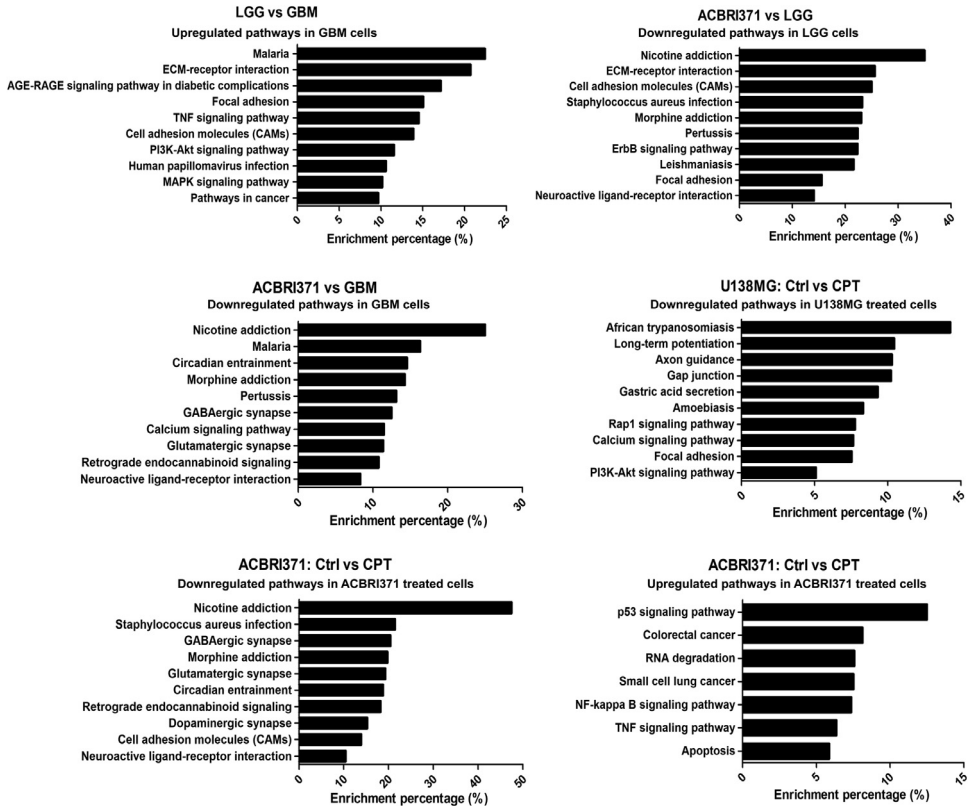 LGG vs GBM
Upregulated pathways in GBM cells
Malaria
ECM-receptor interaction
AGE-RAGE signaling pathway in diabetic complications
Focal adhesion
TNF signaling pathway
Cell adhesion molecules (CAMs)
PI3K-Akt signaling pathway
Human papillomavirus infection
MAPK signaling pathway
Pathways in cancer
0 5 10 15 20 25
Enrichment percentage (%)
ACBRI371 vs LGG
Downregulated pathways in LGG cells
Nicotine addiction
ECM-receptor interaction
Cell adhesion molecules (CAMs)
Staphylococcus aureus infection
Morphine addiction
Pertussis
ErbB signaling pathway
Leishmaniasis
Focal adhesion
Neuroactive ligand-receptor interaction
0 10 20 30 40
Enrichment percentage (%)
ACBRI371 vs GBM
Downregulated pathways in GBM cells
Nicotine addiction
Malaria
Circadian entrainment
Morphine addiction
Pertussis
GABAergic synapse
Calcium signaling pathway
Glutamatergic synapse
Retrograde endocannabinoid signaling
Neuroactive ligand-receptor interaction
0 10 20 30
Enrichment percentage (%)
U138MG: Ctrl vs CPT
Downregulated pathways in U138MG treated cells
African trypanosomiasis
Long-term potentiation
Axon guidance
Gap junction
Gastric acid secretion
Amoebiasis
Rap1 signaling pathway
Calcium signaling pathway
Focal adhesion
PI3K-Akt signaling pathway
0 5 10 15
Enrichment percentage (%)
ACBRI371: Ctrl vs CPT
Downregulated pathways in ACBRI371 treated cells
Nicotine addiction
Staphylococcus aureus infection
GABAergic synapse
Morphine addiction
Glutamatergic synapse
Circadian entrainment
Retrograde endocannabinoid signaling
Dopaminergic synapse
Cell adhesion molecules (CAMs)
Neuroactive ligand-receptor interaction
0 10 20 30 40 50
Enrichment percentage (%)
ACBRI371: Ctrl vs CPT
Upregulated pathways in ACBRI371 treated cells
p53 signaling pathway
Colorectal cancer
RNA degradation
Small cell lung cancer
NF-kappa B signaling pathway
TNF signaling pathway
Apoptosis
0 5 10 15
Enrichment percentage (%)